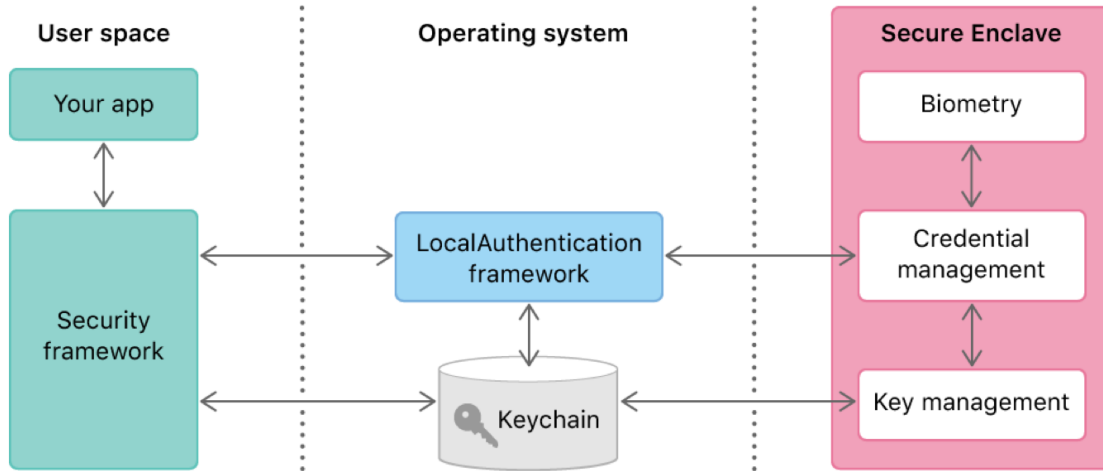 User space
Operating system
Secure Enclave
Your app
Biometry
Security
framework
LocalAuthentication
framework
Credential
management
Keychain
Key management